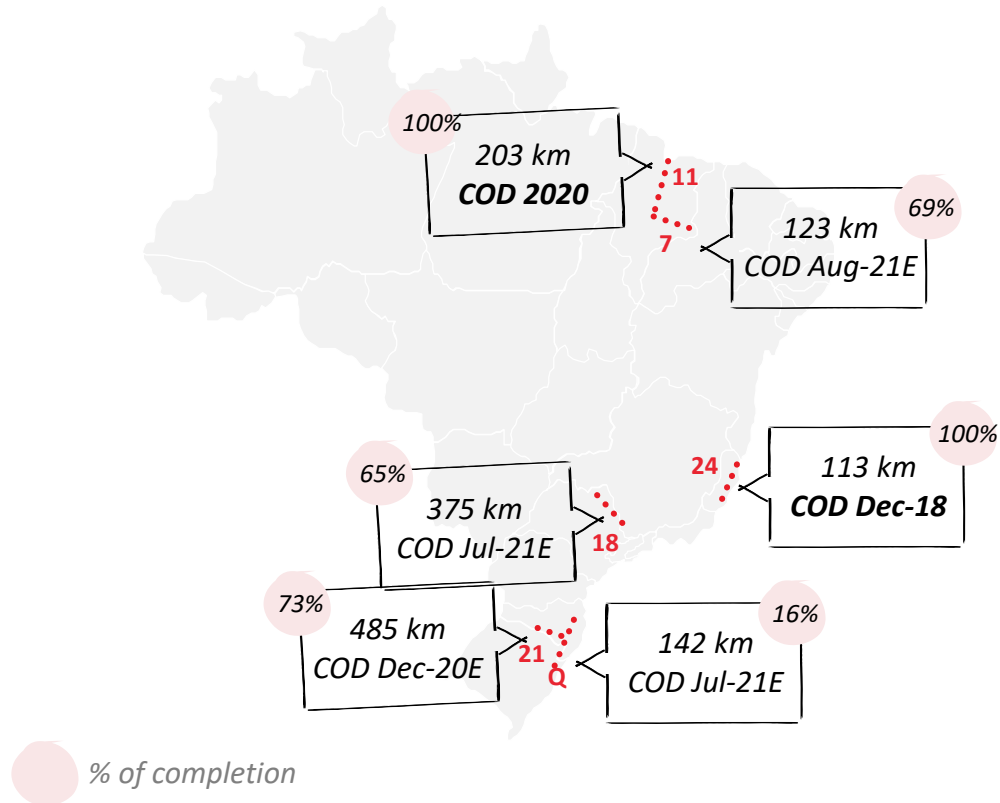 100%
203 km
COD 2020
11
7
69%
123 km
COD Aug-21E
24
100%
113 km
COD Dec-18
65%
375 km
COD Jul-21E
18
73%
485 km
COD Dec-20E
21
Q
16%
142 km
COD Jul-21E
% of completion